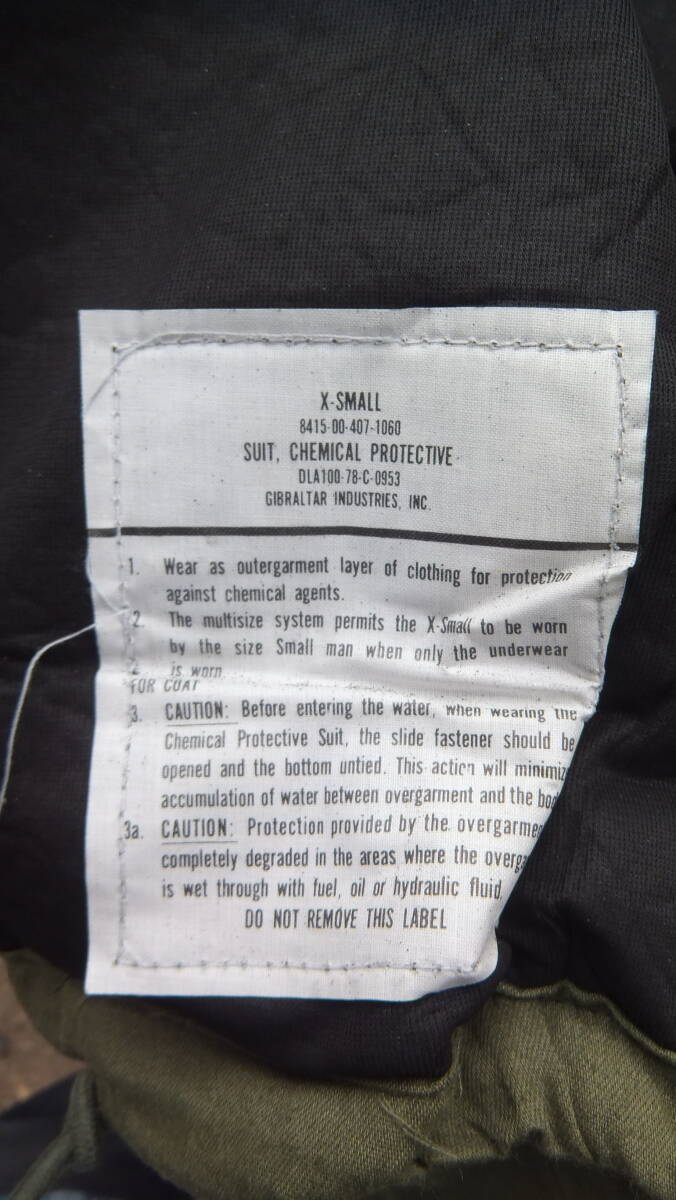 X-SMALL
8415-00-407-1060
SUIT, CHEMICAL PROTECTIVE
DLA100-78-C-0953
GIBRALTAR INDUSTRIES, INC.
1. Wear as outergarment layer of clothing for protection
against chemical agents.
2. The multisize system permits the X-Small to be worn
by the size Small man when only the underwear
is worn
FOR COAT
3. CAUTION: Before entering the water, when wearing the
Chemical Protective Suit, the slide fastener should be
opened and the bottom untied. This action will minimiz
accumulation of water between overgarment and the bod
3a. CAUTION: Protection provided by the overgarme
completely degraded in the areas where the overga
is wet through with fuel, oil or hydraulic fluid.
DO NOT REMOVE THIS LABEL